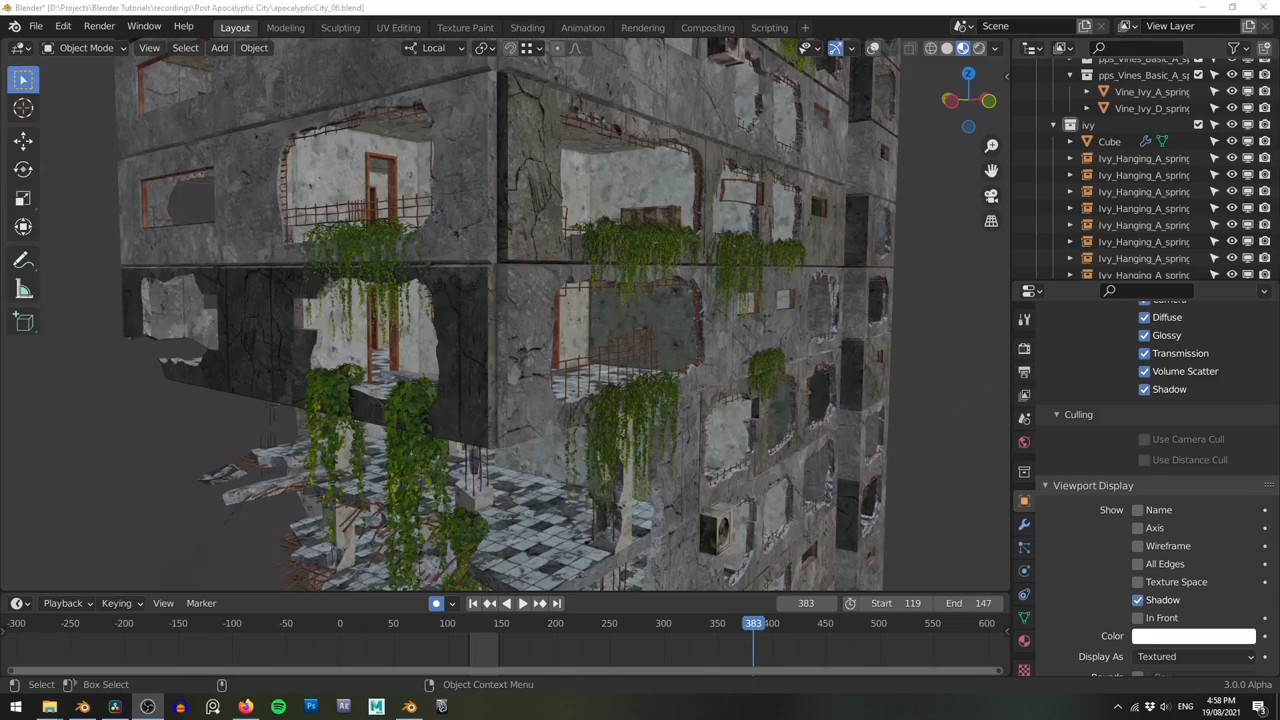 Blender* [D:\Projects\Blender Tutorials\recordings\Post Apocalyptic City\apocalypticCity_06.blend]
File Edit Render Window Help Layout Modeling Sculpting UV Editing Texture Paint Shading Animation Rendering Compositing Scripting Scene View Layer
Object Mode View Select Add Object Local
pps_Vines_Basic_A_sp
Vine_Ivy_A_spring
Vine_Ivy_D_spring
ivy
Cube
Ivy_Hanging_A_spring
Ivy_Hanging_A_spring
Ivy_Hanging_A_spring
Ivy_Hanging_A_spring
Ivy_Hanging_A_spring
Ivy_Hanging_A_spring
Ivy_Hanging_A_spring
Ivy_Hanging_A_spring
Z
Camera
Diffuse
Glossy
Transmission
Volume Scatter
Shadow
Culling
Use Camera Cull
Use Distance Cull
Viewport Display
Show Name
Axis
Wireframe
All Edges
Texture Space
Shadow
In Front
Color
Display As Textured
Playback Keying View Marker 383 Start 119 End 147
-300 -250 -200 -150 -100 -50 0 50 100 150 200 250 300 350 383 400 450 500 550 600
Select Box Select Object Context Menu 3.0.0 Alpha
Ps Ae M ENG 4:58 PM
19/08/2021 3